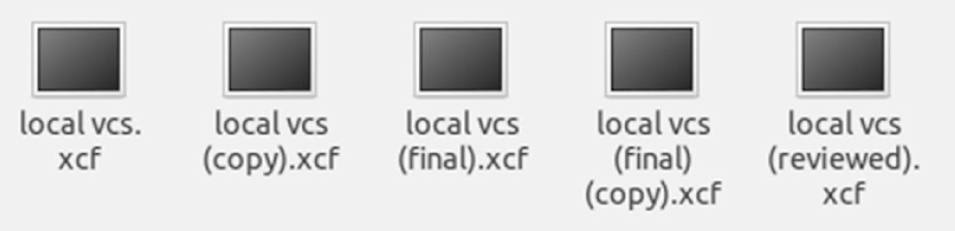 local vcs.
xcf
local vcs
(copy).xcf
local vcs
(final).xcf
local vcs
(final)
(copy).xcf
local vcs
(reviewed).
xcf